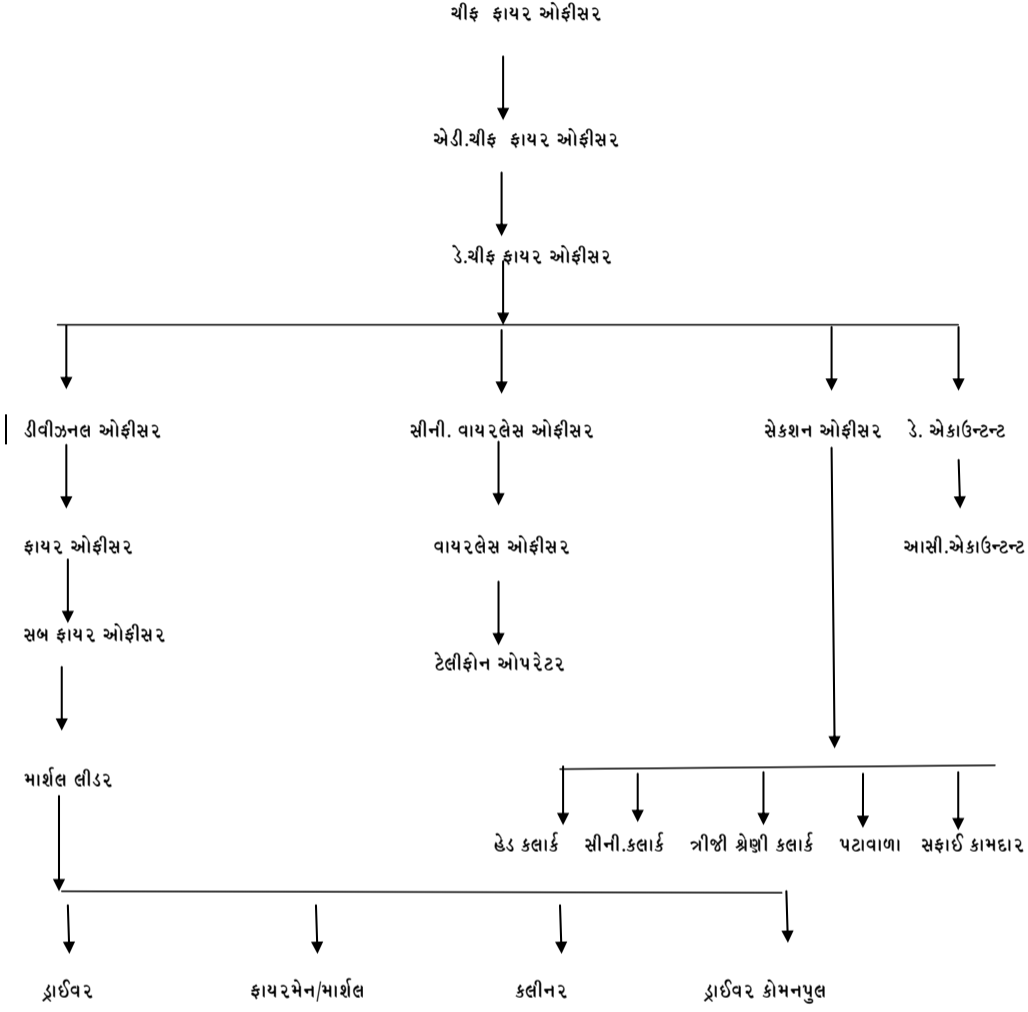 ચીફ ફાયર ઓફીસર
એડી.ચીફ ફાયર ઓફીસર
ડે.ચીફ ફાયર ઓફીસર
ડીવીઝનલ ઓફીસર સીની. વાયરલેસ ઓફીસર સેકશન ઓફીસર ડે. એકાઉન્ટન્ટ
ફાયર ઓફીસર વાયરલેસ ઓફીસર આસી.એકાઉન્ટન્ટ
સબ ફાયર ઓફીસર
ટેલીફોન ઓપરેટર
માર્શલ લીડર
હેડ કલાર્ક સીની.કલાર્ક ત્રીજી શ્રેણી કલાર્ક પટાવાળા સફાઈ કામદાર
ડ્રાઈવર ફાયરમેન/માર્શલ કલીનર ડ્રાઈવર કોમનપુલ